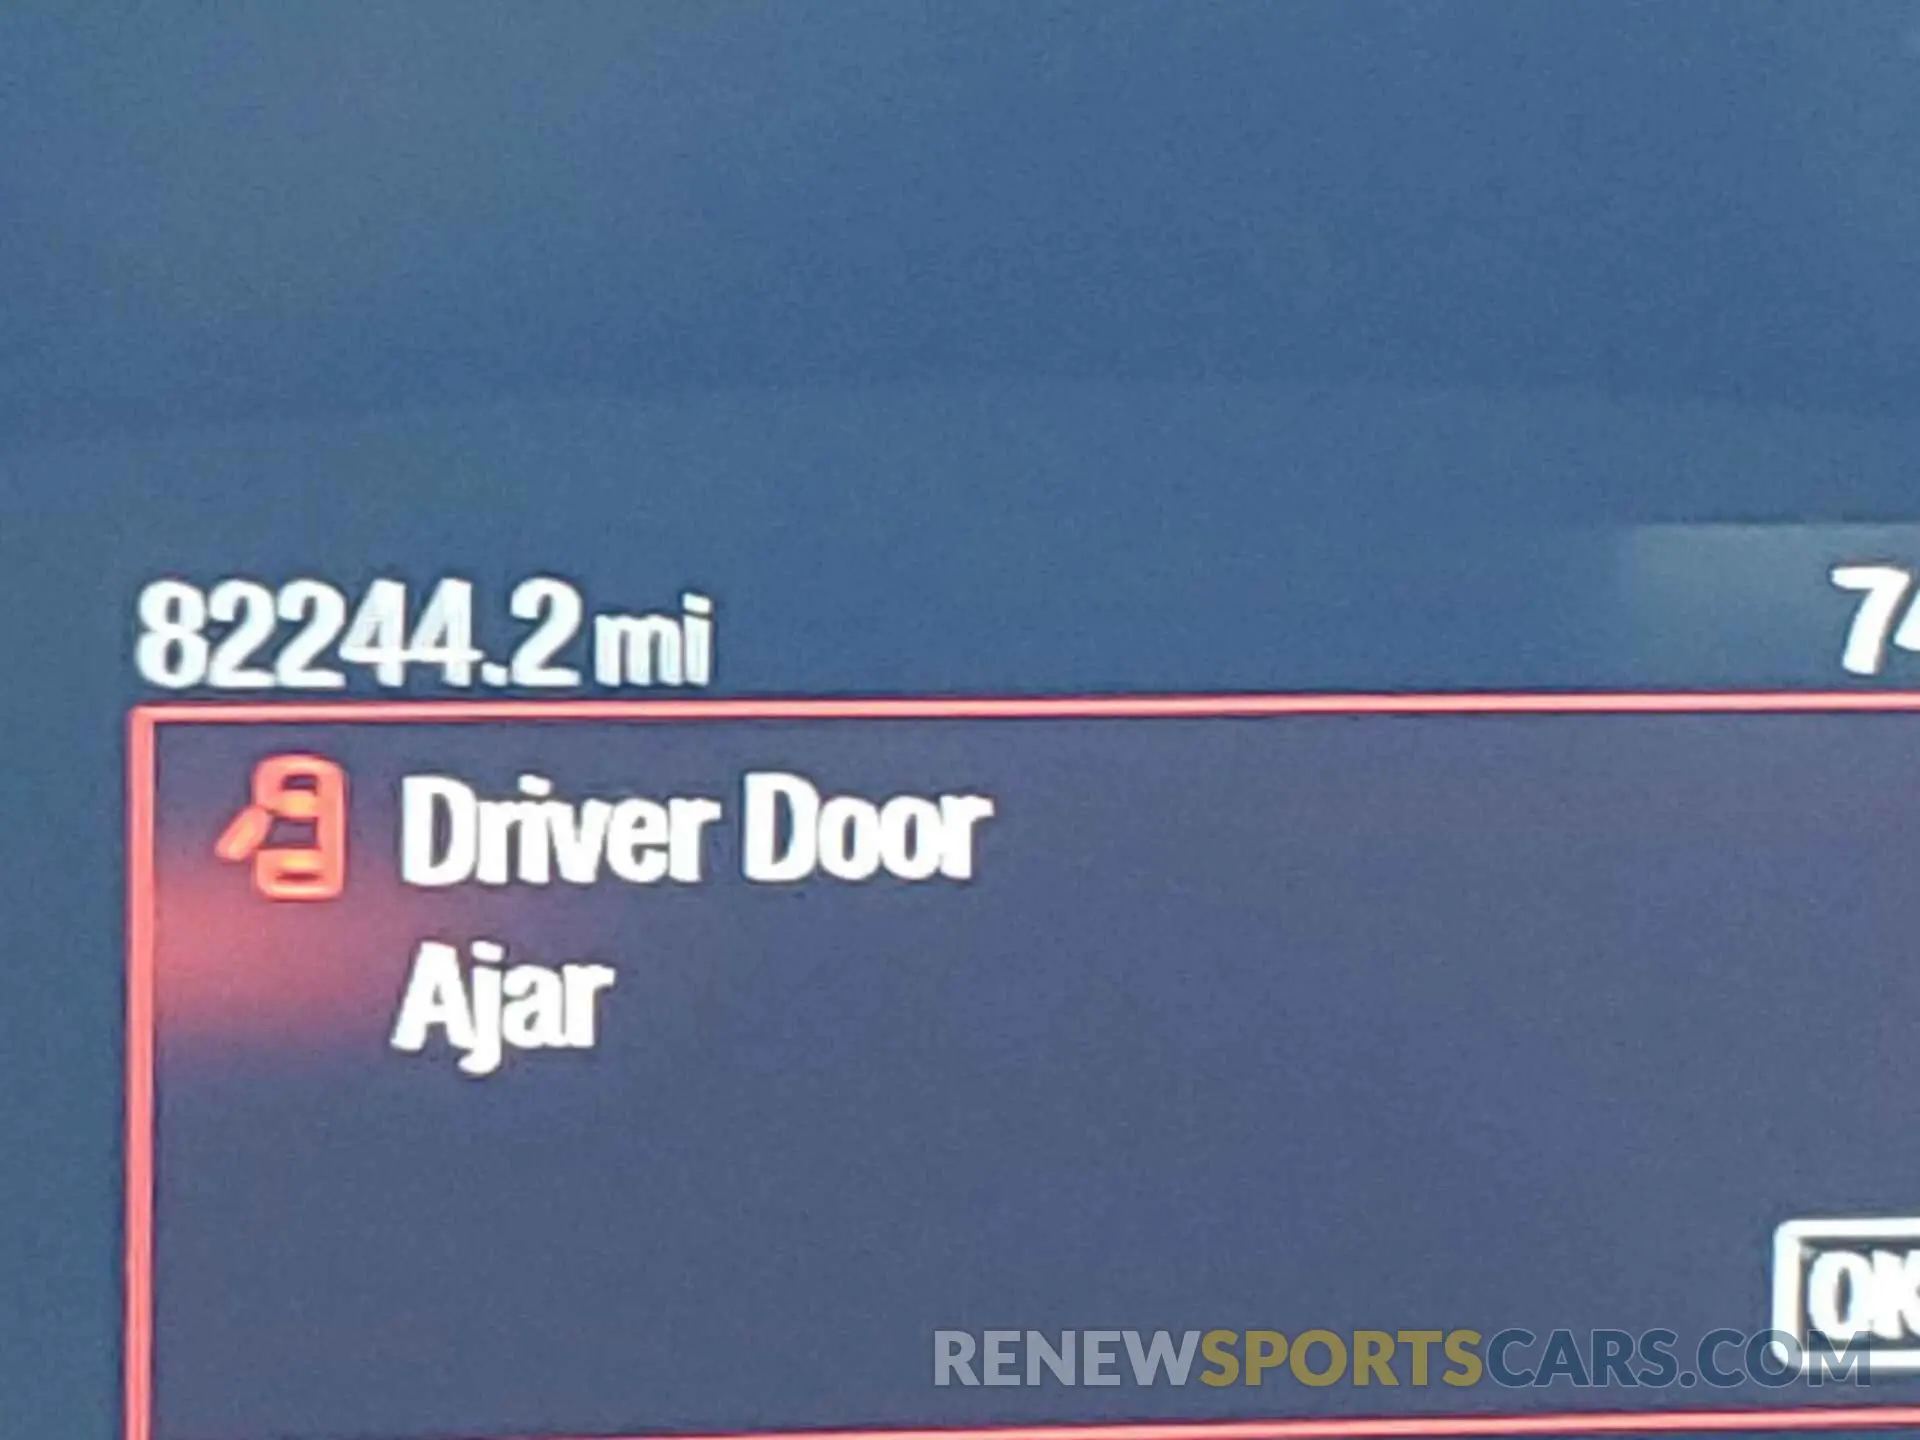 82244.2 mi
Driver Door
Ajar
RENEWSPORTSCARS.COM